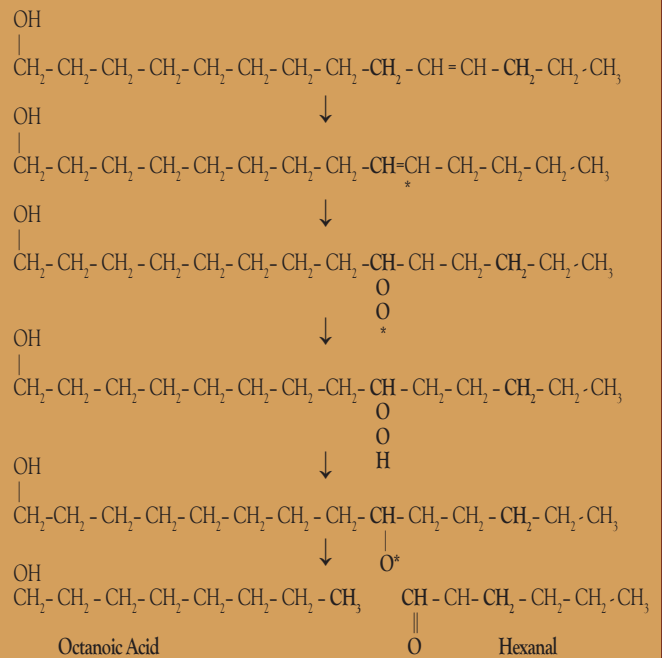 OH
|
CH₂-CH₂-CH₂-CH₂-CH₂-CH₂-CH₂-CH₂-CH₂-CH=CH-CH₂-CH₂-CH₃
↓
OH
|
CH₂-CH₂-CH₂-CH₂-CH₂-CH₂-CH₂-CH₂-CH=CH-CH₂-CH₂-CH₂-CH₃
*
↓
OH
|
CH₂-CH₂-CH₂-CH₂-CH₂-CH₂-CH₂-CH₂-CH-CH-CH₂-CH₂-CH₂-CH₃
O
O
*
↓
OH
|
CH₂-CH₂-CH₂-CH₂-CH₂-CH₂-CH₂-CH₂-CH-CH₂-CH₂-CH₂-CH₂-CH₃
O
O
H
↓
OH
|
CH₂-CH₂-CH₂-CH₂-CH₂-CH₂-CH₂-CH₂-CH-CH₂-CH₂-CH₂-CH₂-CH₃
|
O*
↓
OH
CH₂-CH₂-CH₂-CH₂-CH₂-CH₂-CH₂-CH₃ CH-CH-CH₂-CH₂-CH₂-CH₃
||
Octanoic Acid O Hexanal